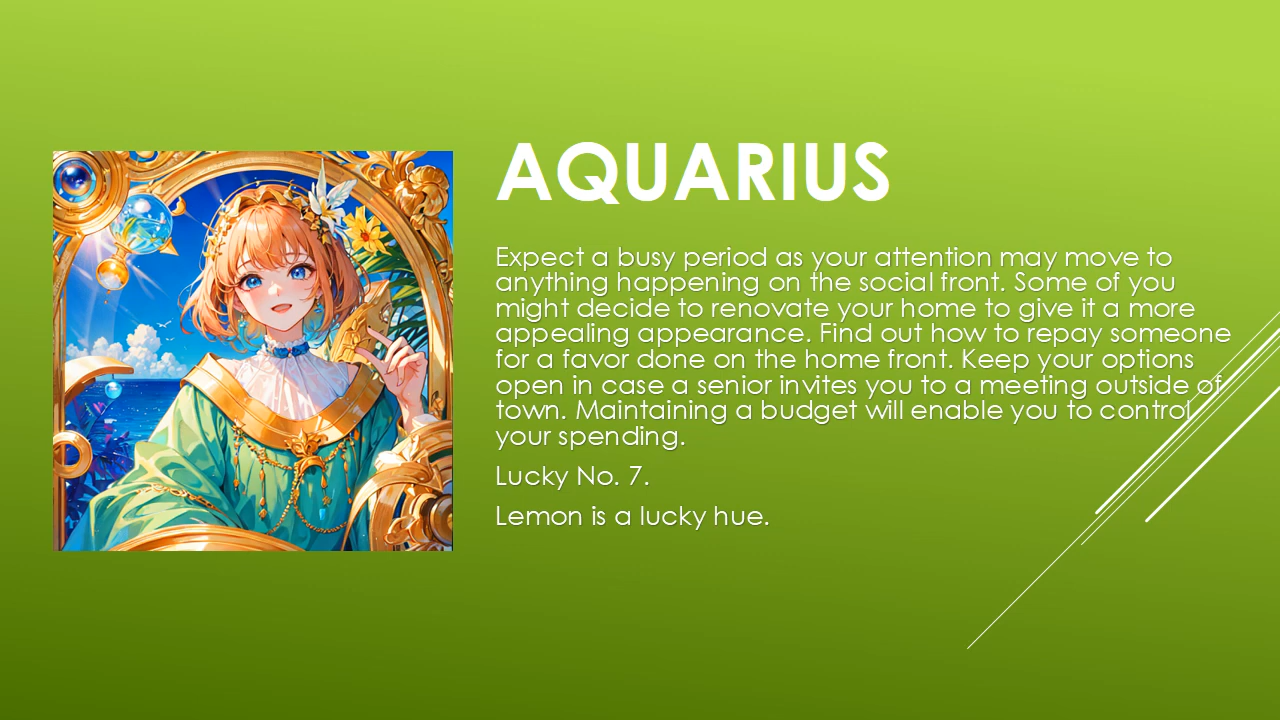 AQUARIUS
Expect a busy period as your attention may move to
anything happening on the social front. Some of you
might decide to renovate your home to give it a more
appealing appearance. Find out how to repay someone
for a favor done on the home front. Keep your options
open in case a senior invites you to a meeting outside of
town. Maintaining a budget will enable you to control
your spending.
Lucky No. 7.
Lemon is a lucky hue.